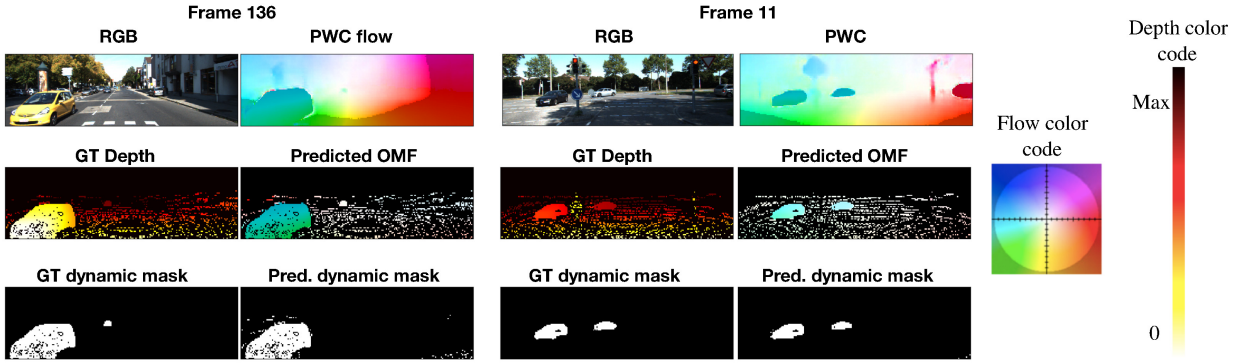 Frame 136
Frame 11
RGB
PWC flow
RGB
PWC
Depth color
code
Max
Flow color
code
GT Depth
Predicted OMF
GT Depth
Predicted OMF
GT dynamic mask
Pred. dynamic mask
GT dynamic mask
Pred. dynamic mask
0